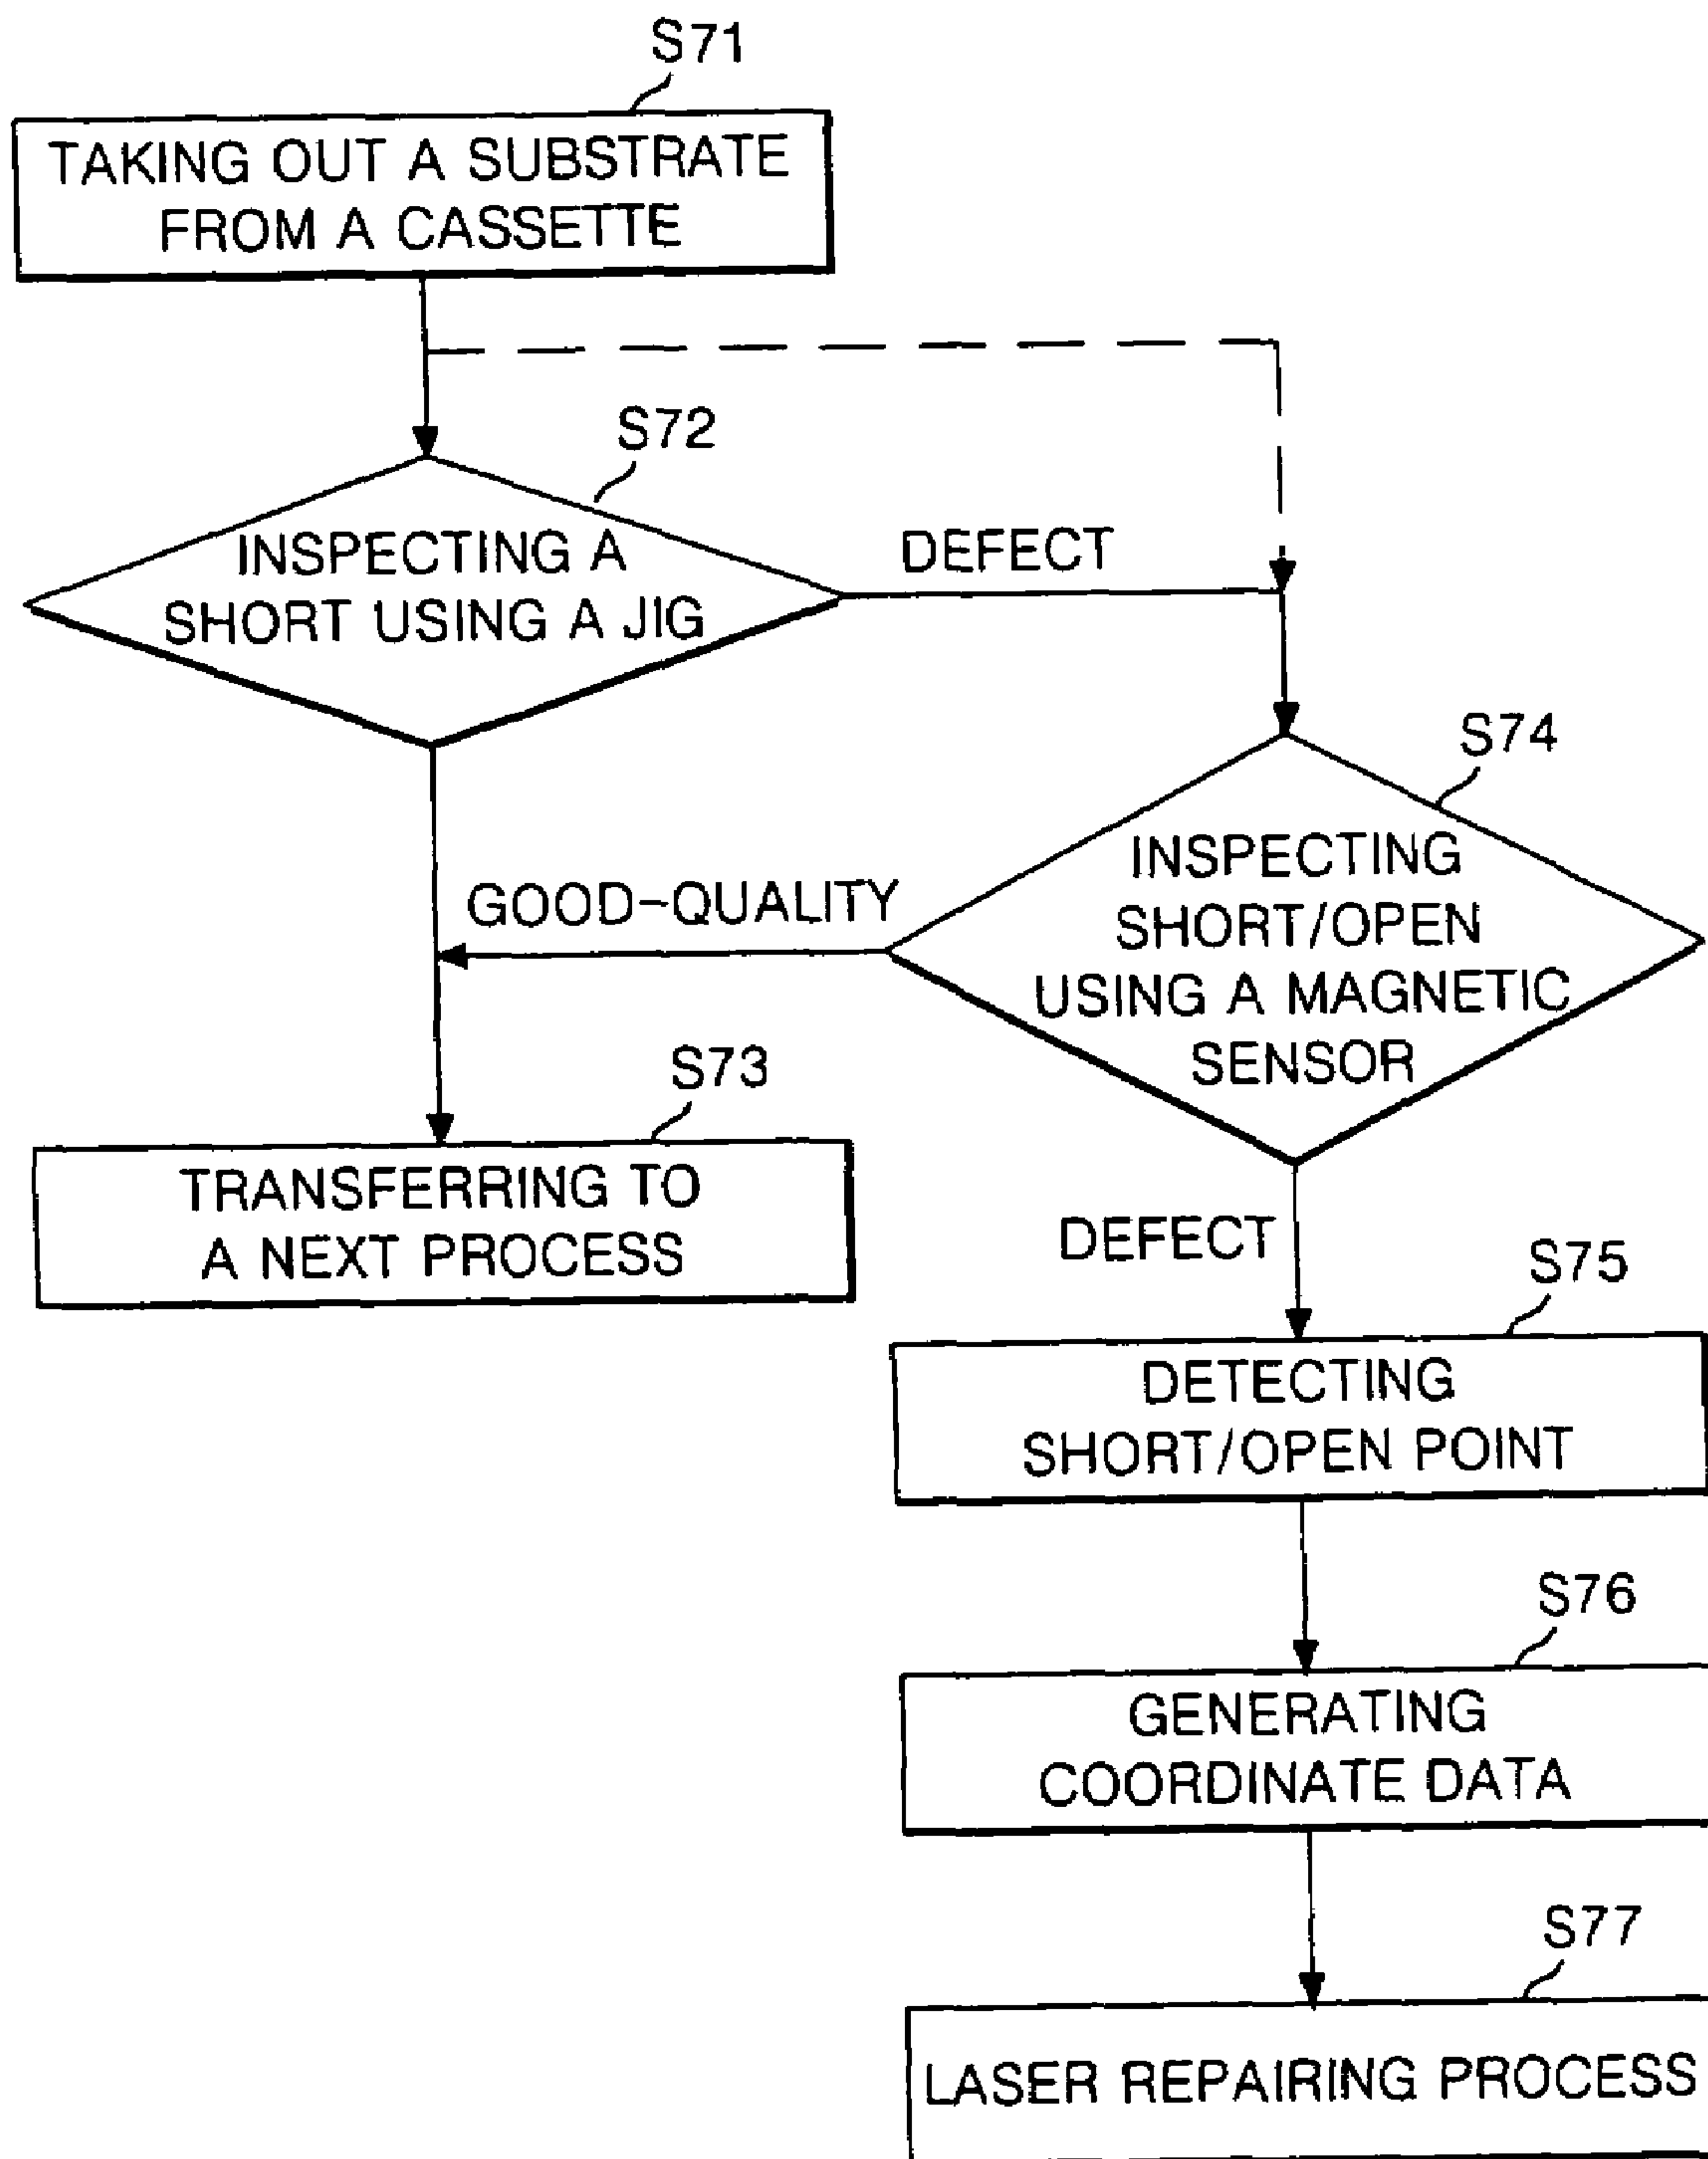 S71
TAKING OUT A SUBSTRATE
FROM A CASSETTE
S72
INSPECTING A
SHORT USING A JIG
DEFECT
S74
INSPECTING
SHORT/OPEN
USING A MAGNETIC
SENSOR
GOOD-QUALITY
S73
TRANSFERRING TO
A NEXT PROCESS
DEFECT
S75
DETECTING
SHORT/OPEN POINT
S76
GENERATING
COORDINATE DATA
S77
LASER REPAIRING PROCESS